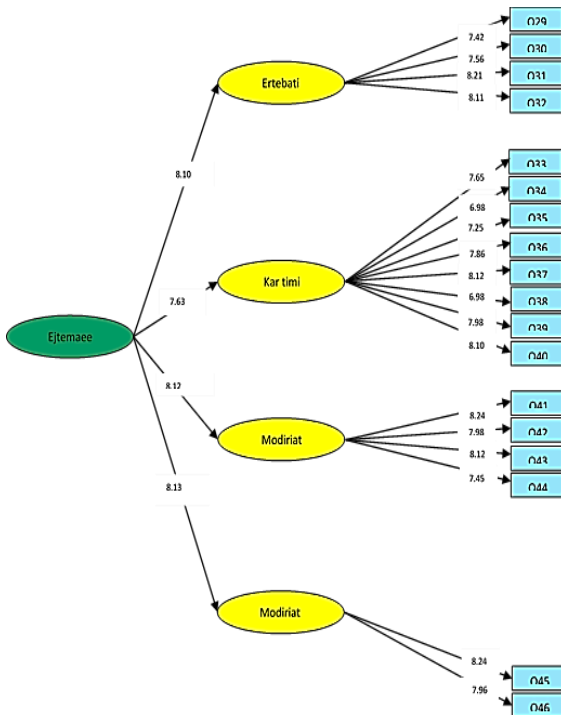 O29
7.42
O30
7.56
O31
8.21
O32
8.11
Ertebati
8.10
O33
7.65
O34
6.98
O35
7.25
O36
7.86
O37
8.12
O38
6.98
O39
7.98
O40
8.10
Kar timi
7.63
Ejtemaee
8.12
O41
8.24
O42
7.98
O43
8.12
O44
7.45
Modiriat
8.13
Modiriat
8.24
O45
7.96
O46